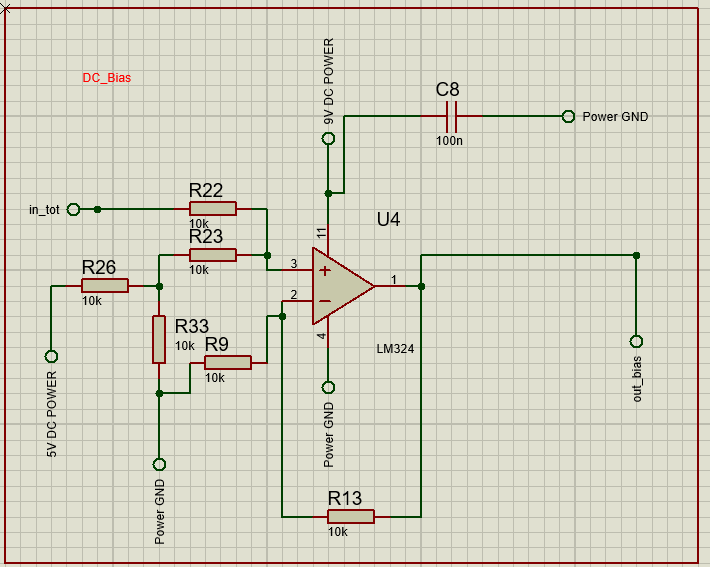 DC_Bias
9V DC POWER
C8
100n
Power GND
in_tot
R22
10k
R23
10k
R26
10k
5V DC POWER
R33
10k
R9
10k
Power GND
U4
LM324
11
3
2
4
1
Power GND
out_bias
R13
10k